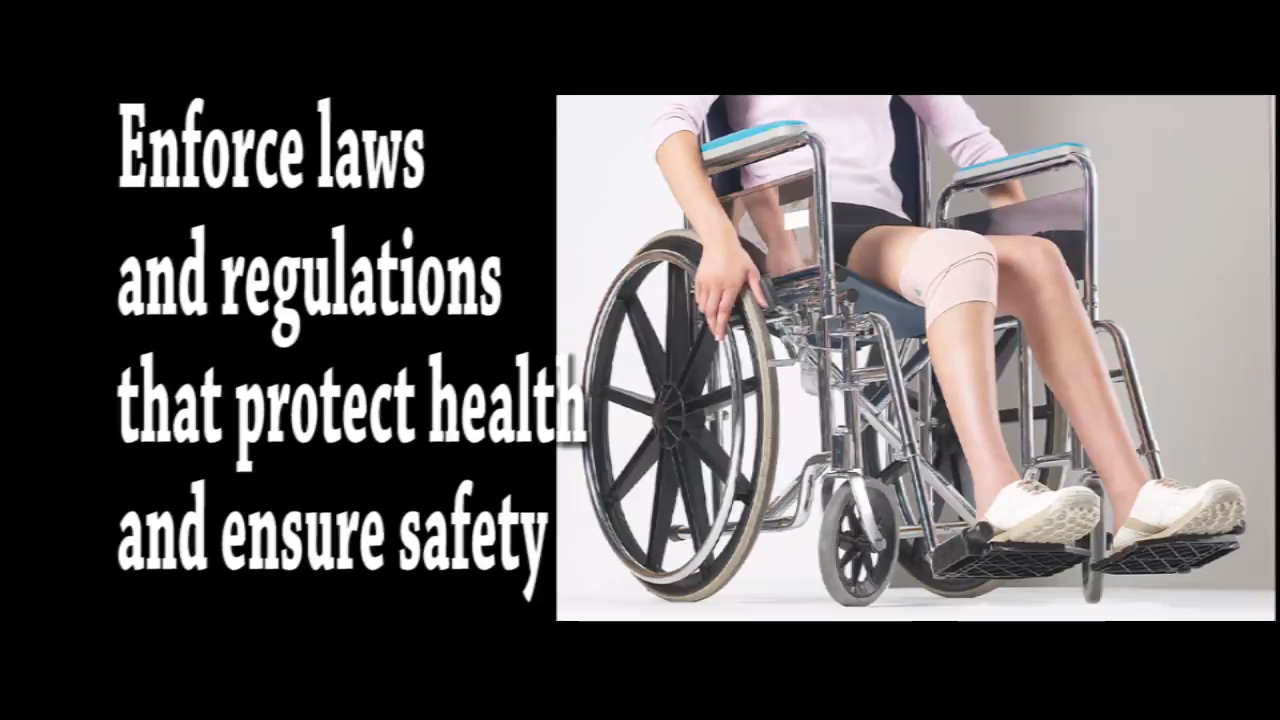 Enforce laws
and regulations
that protect health
and ensure safety